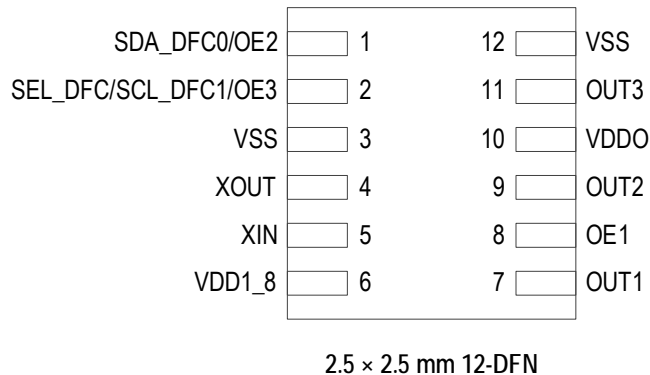 SDA_DFC0/OE2 1 12 VSS
SEL_DFC/SCL_DFC1/OE3 2 11 OUT3
VSS 3 10 VDDO
XOUT 4 9 OUT2
XIN 5 8 OE1
VDD1_8 6 7 OUT1
2.5 × 2.5 mm 12-DFN